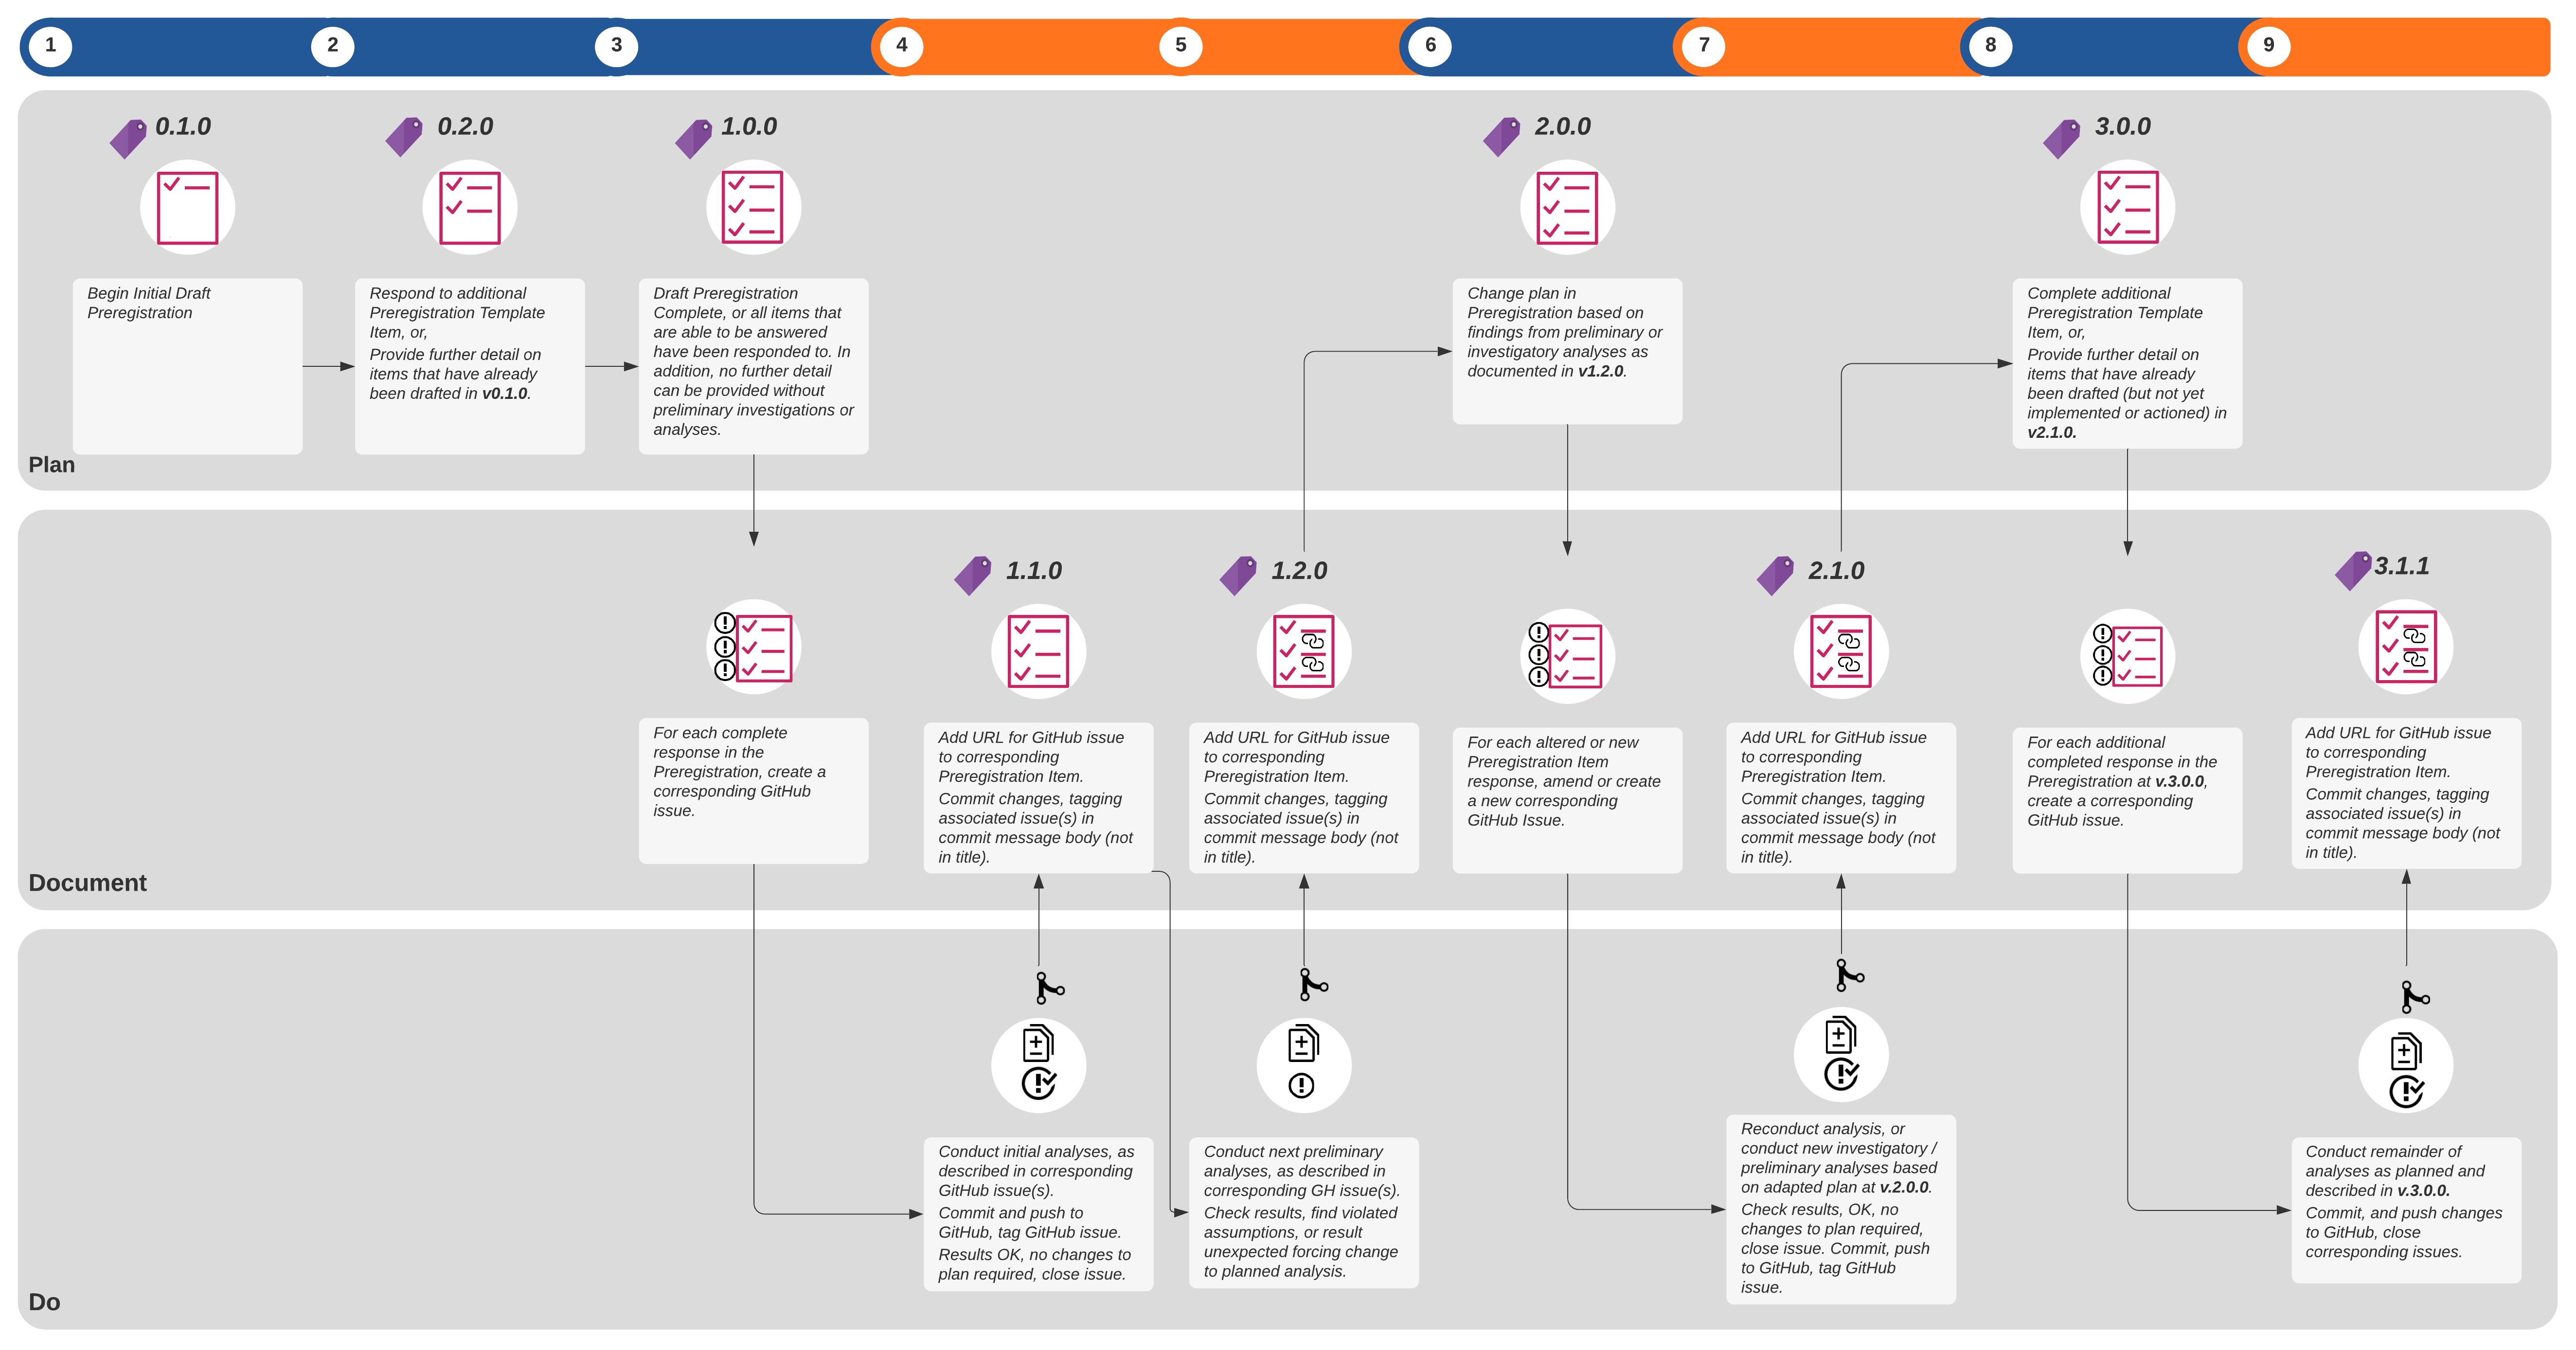 1
2
3
4
5
6
7
8
9
0.1.0
0.2.0
1.0.0
2.0.0
3.0.0
Begin Initial Draft
Preregistration
Respond to additional
Preregistration Template
Item, or,
Provide further detail on
items that have already
been drafted in v0.1.0.
Draft Preregistration
Complete, or all items that
are able to be answered
have been responded to. In
addition, no further detail
can be provided without
preliminary investigations or
analyses.
Change plan in
Preregistration based on
findings from preliminary or
investigatory analyses as
documented in v1.2.0.
Complete additional
Preregistration Template
Item, or,
Provide further detail on
items that have already
been drafted (but not yet
implemented or actioned) in
v2.1.0.
Plan
1.1.0
1.2.0
2.1.0
3.1.1
For each complete
response in the
Preregistration, create a
corresponding GitHub
issue.
Add URL for GitHub issue
to corresponding
Preregistration Item.
Commit changes, tagging
associated issue(s) in
commit message body (not
in title).
Add URL for GitHub issue
to corresponding
Preregistration Item.
Commit changes, tagging
associated issue(s) in
commit message body (not
in title).
For each altered or new
Preregistration Item
response, amend or create
a new corresponding
GitHub Issue.
Add URL for GitHub issue
to corresponding
Preregistration Item.
Commit changes, tagging
associated issue(s) in
commit message body (not
in title).
For each additional
completed response in the
Preregistration at v.3.0.0,
create a corresponding
GitHub issue.
Add URL for GitHub issue
to corresponding
Preregistration Item.
Commit changes, tagging
associated issue(s) in
commit message body (not
in title).
Document
Conduct initial analyses, as
described in corresponding
GitHub issue(s).
Commit and push to
GitHub, tag GitHub issue.
Results OK, no changes to
plan required, close issue.
Conduct next preliminary
analyses, as described in
corresponding GH issue(s).
Check results, find violated
assumptions, or result
unexpected forcing change
to planned analysis.
Reconduct analysis, or
conduct new investigatory /
preliminary analyses based
on adapted plan at v.2.0.0.
Check results, OK, no
changes to plan required,
close issue. Commit, push
to GitHub, tag GitHub
issue.
Conduct remainder of
analyses as planned and
described in v.3.0.0.
Commit, and push changes
to GitHub, close
corresponding issues.
Do